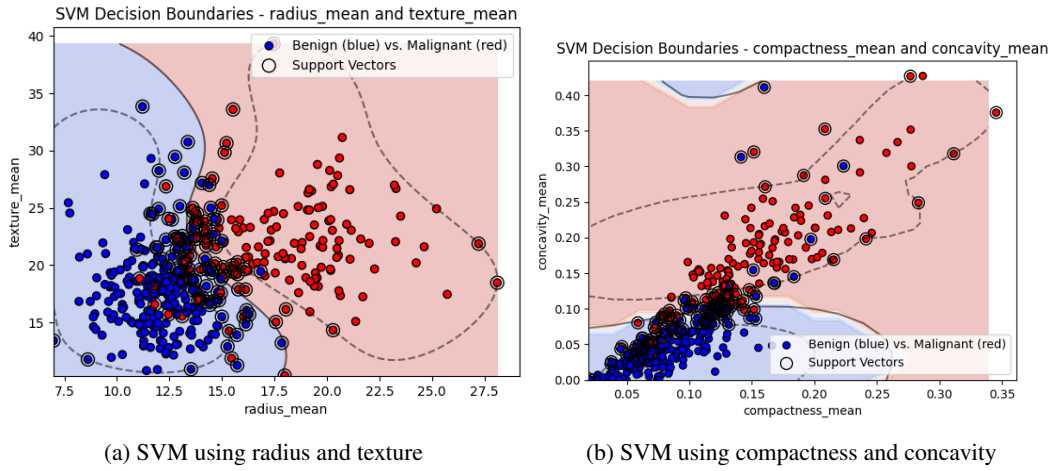 SVM Decision Boundaries - radius_mean and texture_mean
40
35
30
25
20
15
texture_mean
7.5 10.0 12.5 15.0 17.5 20.0 22.5 25.0 27.5
radius_mean
Benign (blue) vs. Malignant (red)
Support Vectors
(a) SVM using radius and texture
SVM Decision Boundaries - compactness_mean and concavity_mean
0.40
0.35
0.30
0.25
0.20
0.15
0.10
0.05
0.00
concavity_mean
0.05 0.10 0.15 0.20 0.25 0.30 0.35
compactness_mean
Benign (blue) vs. Malignant (red)
Support Vectors
(b) SVM using compactness and concavity